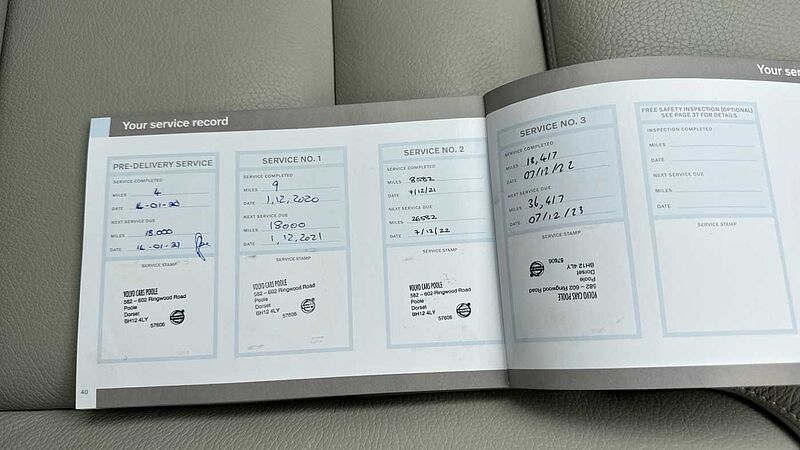 Your service record
PRE-DELIVERY SERVICE
SERVICE COMPLETED
MILES 4
DATE 16-01-20
NEXT SERVICE DUE
MILES 18,000
DATE 16-01-21
SERVICE STAMP
VOLVO CARS POOLE
582 - 602 Ringwood Road
Poole
Dorset
BH12 4LY
57606
40
SERVICE NO. 1
SERVICE COMPLETED
MILES 9
DATE 1,12,2020
NEXT SERVICE DUE
MILES 18000
DATE 1,12,2021
SERVICE STAMP
VOLVO CARS POOLE
582 - 602 Ringwood Road
Poole
Dorset
BH12 4LY
57606
SERVICE NO. 2
SERVICE COMPLETED
MILES 8582
DATE 7/12/21
NEXT SERVICE DUE
MILES 26582
DATE 7/12/22
SERVICE STAMP
VOLVO CARS POOLE
582 - 602 Ringwood Road
Poole
Dorset
BH12 4LY
57606
Your ser
SERVICE NO. 3
SERVICE COMPLETED
MILES 18,417
DATE 07/12/22
NEXT SERVICE DUE
MILES 36,417
DATE 07/12/23
SERVICE STAMP
VOLVO CARS POOLE
582 - 602 Ringwood Road
Poole
Dorset
BH12 4LY
57606
FREE SAFETY INSPECTION (OPTIONAL)
SEE PAGE 37 FOR DETAILS
INSPECTION COMPLETED
MILES
DATE
NEXT SERVICE DUE
MILES
DATE
SERVICE STAMP